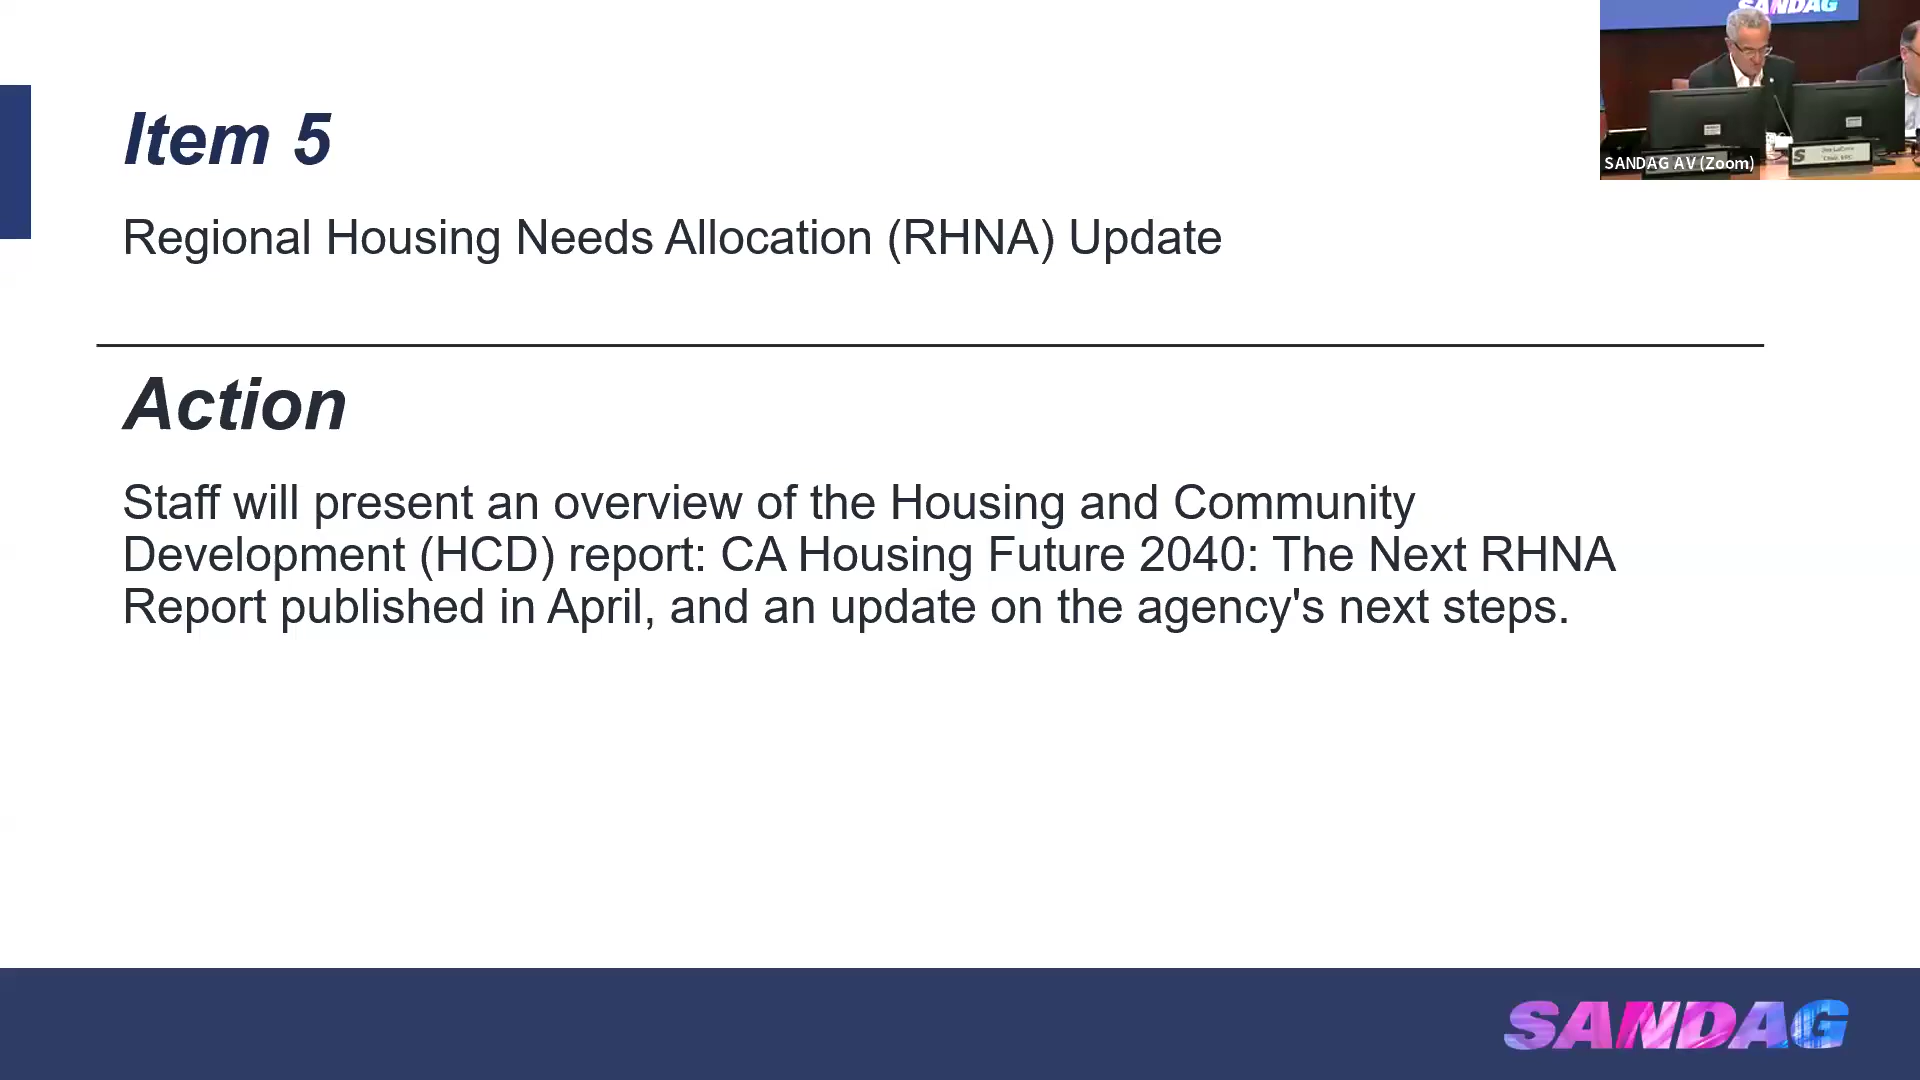 SANDAG
Item 5
Regional Housing Needs Allocation (RHNA) Update
SANDAG AV (Zoom)
Action
Staff will present an overview of the Housing and Community
Development (HCD) report: CA Housing Future 2040: The Next RHNA
Report published in April, and an update on the agency's next steps.
SANDAG